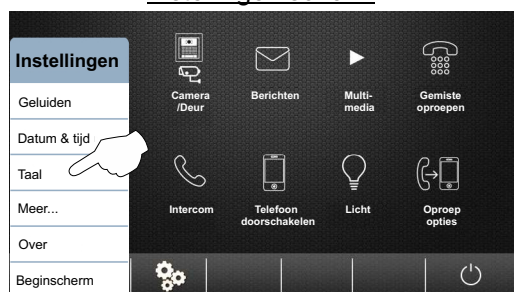 Instellingen
Geluiden
Datum & tijd
Taal
Meer...
Over
Beginscherm
Camera
/Deur
Berichten
Multi-
media
Gemiste
oproepen
Intercom
Telefoon
doorschakelen
Licht
Oproep
opties